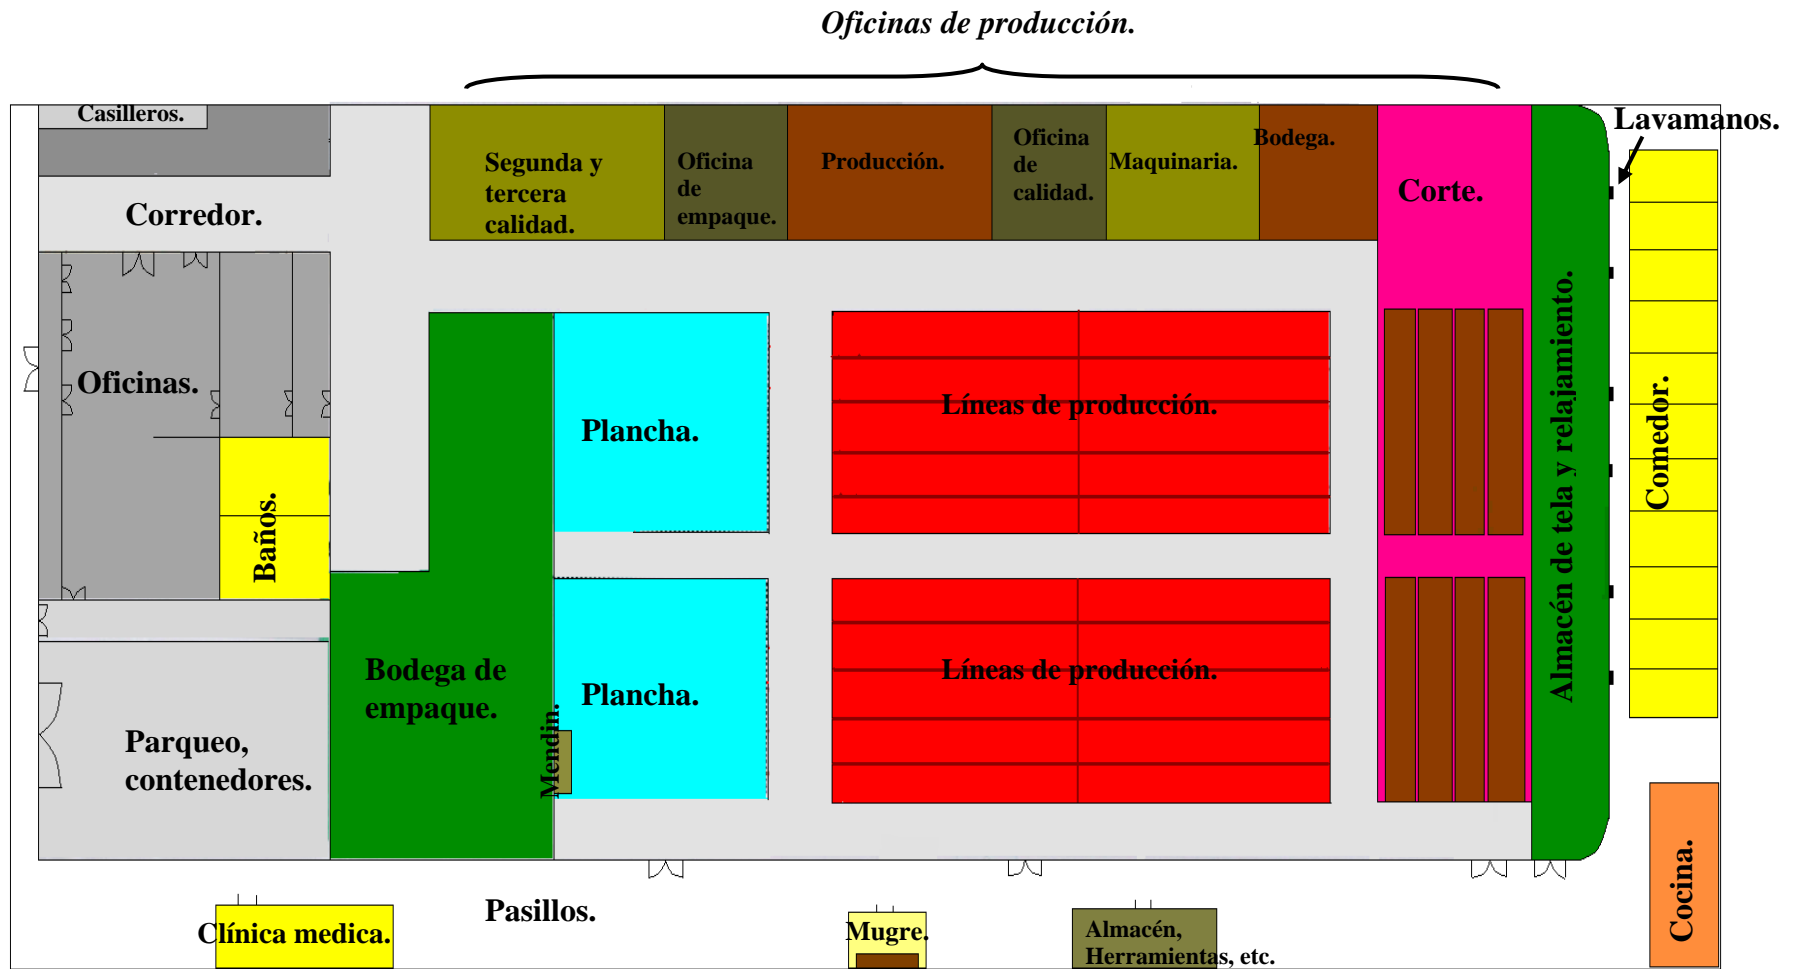 Oficinas de producción.
Casilleros.
Lavamanos.
Segunda y
tercera
calidad.
Oficina
de
empaque.
Producción.
Oficina
de
calidad.
Maquinaria.
Bodega.
Corte.
Corredor.
Oficinas.
Plancha.
Líneas de producción.
Almacén de tela y relajamiento.
Comedor.
Baños.
Bodega de
empaque.
Plancha.
Líneas de producción.
Mendin.
Parqueo,
contenedores.
Pasillos.
Clínica medica.
Mugre.
Almacén,
Herramientas, etc.
Cocina.